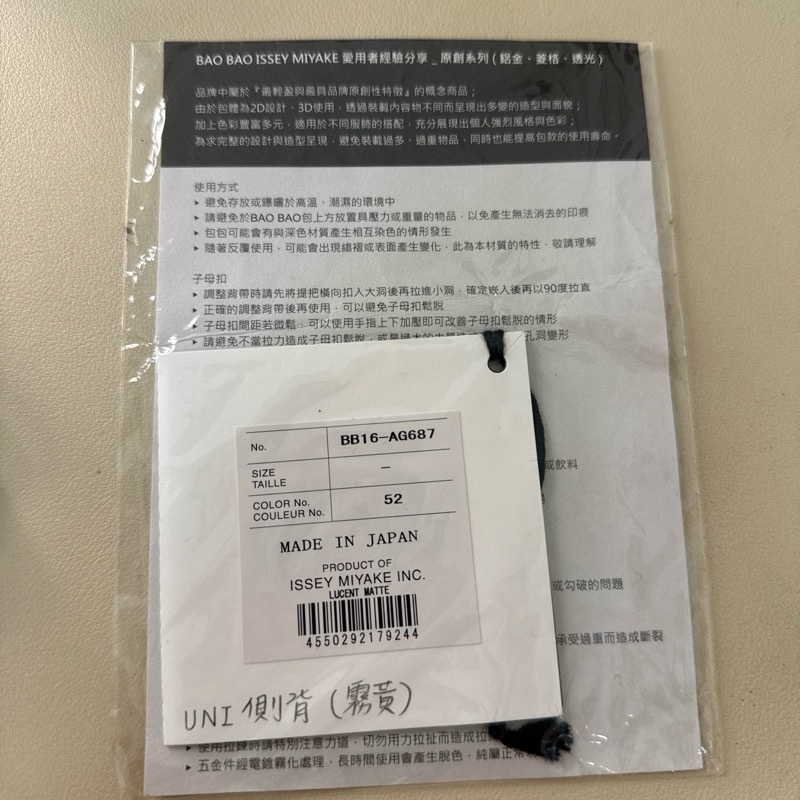 BAO BAO ISSEY MIYAKE 愛用者經驗分享 _ 原創系列 ( 鋁金、菱格、透光 )
品牌中屬於『最輕盈與最具品牌原創性特徵』的概念商品；
由於包體為2D設計、3D使用，透過裝載內容物不同而呈現出多變的造型與面貌；
加上色彩豐富多元，適用於不同服飾的搭配，充分展現出個人強烈風格與色彩；
為求完整的設計與造型呈現，避免裝載過多、過重物品，同時也能提高包款的使用壽命。
使用方式
▸ 避免存放或曝曬於高溫、潮濕的環境中
▸ 請避免於BAO BAO包上方放置具壓力或重量的物品，以免產生無法消去的印痕
▸ 包包可能會有與深色材質產生相互染色的情形發生
▸ 隨著反覆使用，可能會出現縐褶或表面產生變化，此為本材質的特性，敬請理解
子母扣
▸ 調整背帶時請先將提把橫向扣入大洞後再拉進小洞，確定嵌入後再以90度拉直
▸ 正確的調整背帶後再使用，可以避免子母扣鬆脫
▸ 子母扣間距若微鬆，可以使用手指上下加壓即可改善子母扣鬆脫的情形
▸ 請避免不當拉力造成子母扣鬆脫，或是過大的力 孔洞變形
No. BB16-AG687
SIZE
TAILLE –
COLOR No.
COULEUR No. 52
MADE IN JAPAN
PRODUCT OF
ISSEY MIYAKE INC.
LUCENT MATTE
4550292179244
UNI 側背 (霧黃)
或飲料
或勾破的問題
承受過重而造成斷裂
▸ 使用拉鍊時請特別注意力道，切勿用力拉扯而造成拉
▸ 五金件經電鍍霧化處理，長時間使用會產生脫色，純屬正常